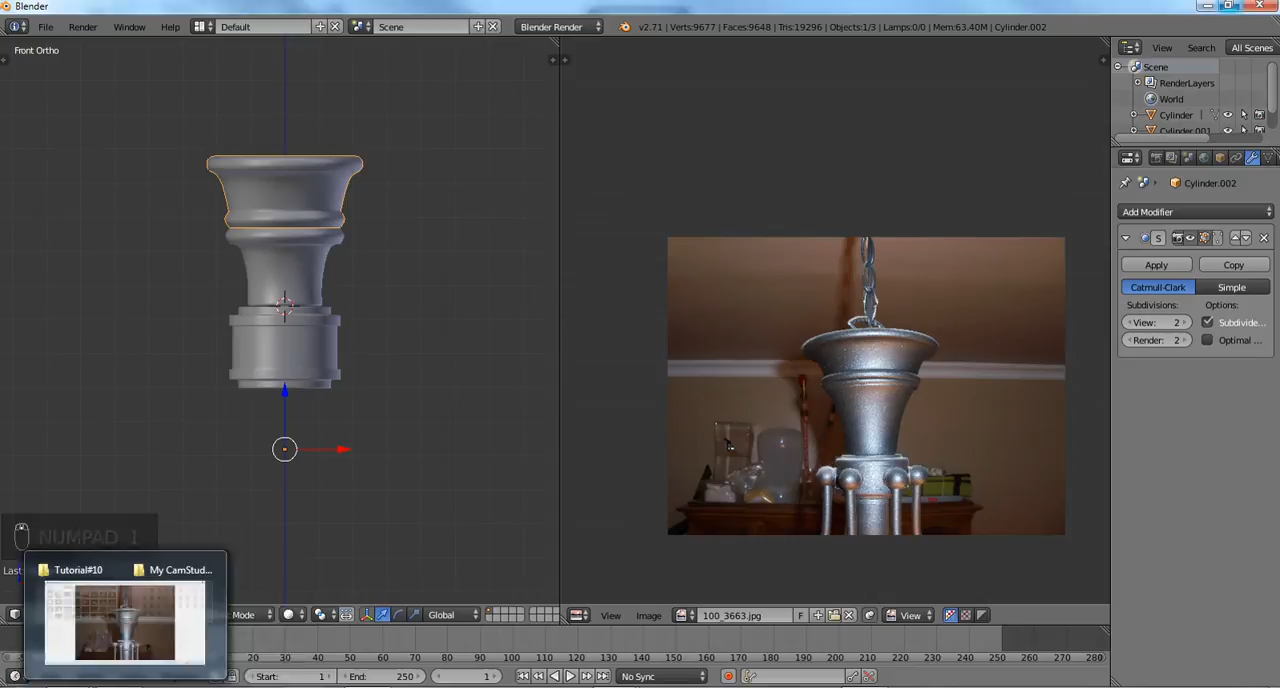 Blender
File Render Window Help Default Scene Blender Render v2.71 | Verts:9677 | Faces:9648 | Tris:19296 | Objects:1/3 | Lamps:0/0 | Mem:63.40M | Cylinder.002
Front Ortho
View Search All Scenes
Scene
RenderLayers
World
Cylinder
Cylinder.001
Cylinder.002
Add Modifier
S
Apply Copy
Catmull-Clark Simple
Subdivisions: Options:
View: 2 Subdivide...
Render: 2 Optimal ...
NUMPAD 1
Last
Tutorial#10 My CamStud...
Mode Global View Image 100_3663.jpg F View
20 30 40 50 60 70 80 90 100 110 120 130 140 150 160 170 180 190 200 210 220 230 240 250 260 270 280
Start: 1 End: 250 1 No Sync